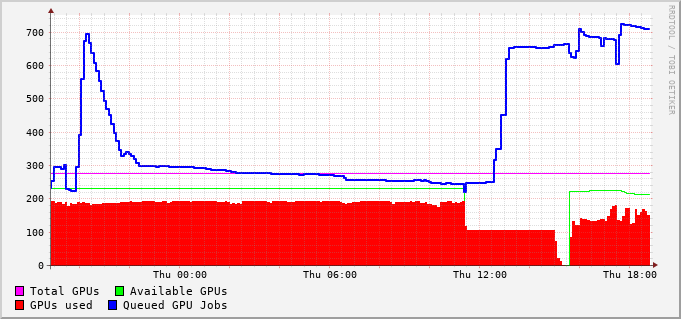 RRDTOOL / TOBI OETIKER
700
600
500
400
300
200
100
0
Thu 00:00 Thu 06:00 Thu 12:00 Thu 18:00
Total GPUs Available GPUs
GPUs used Queued GPU Jobs